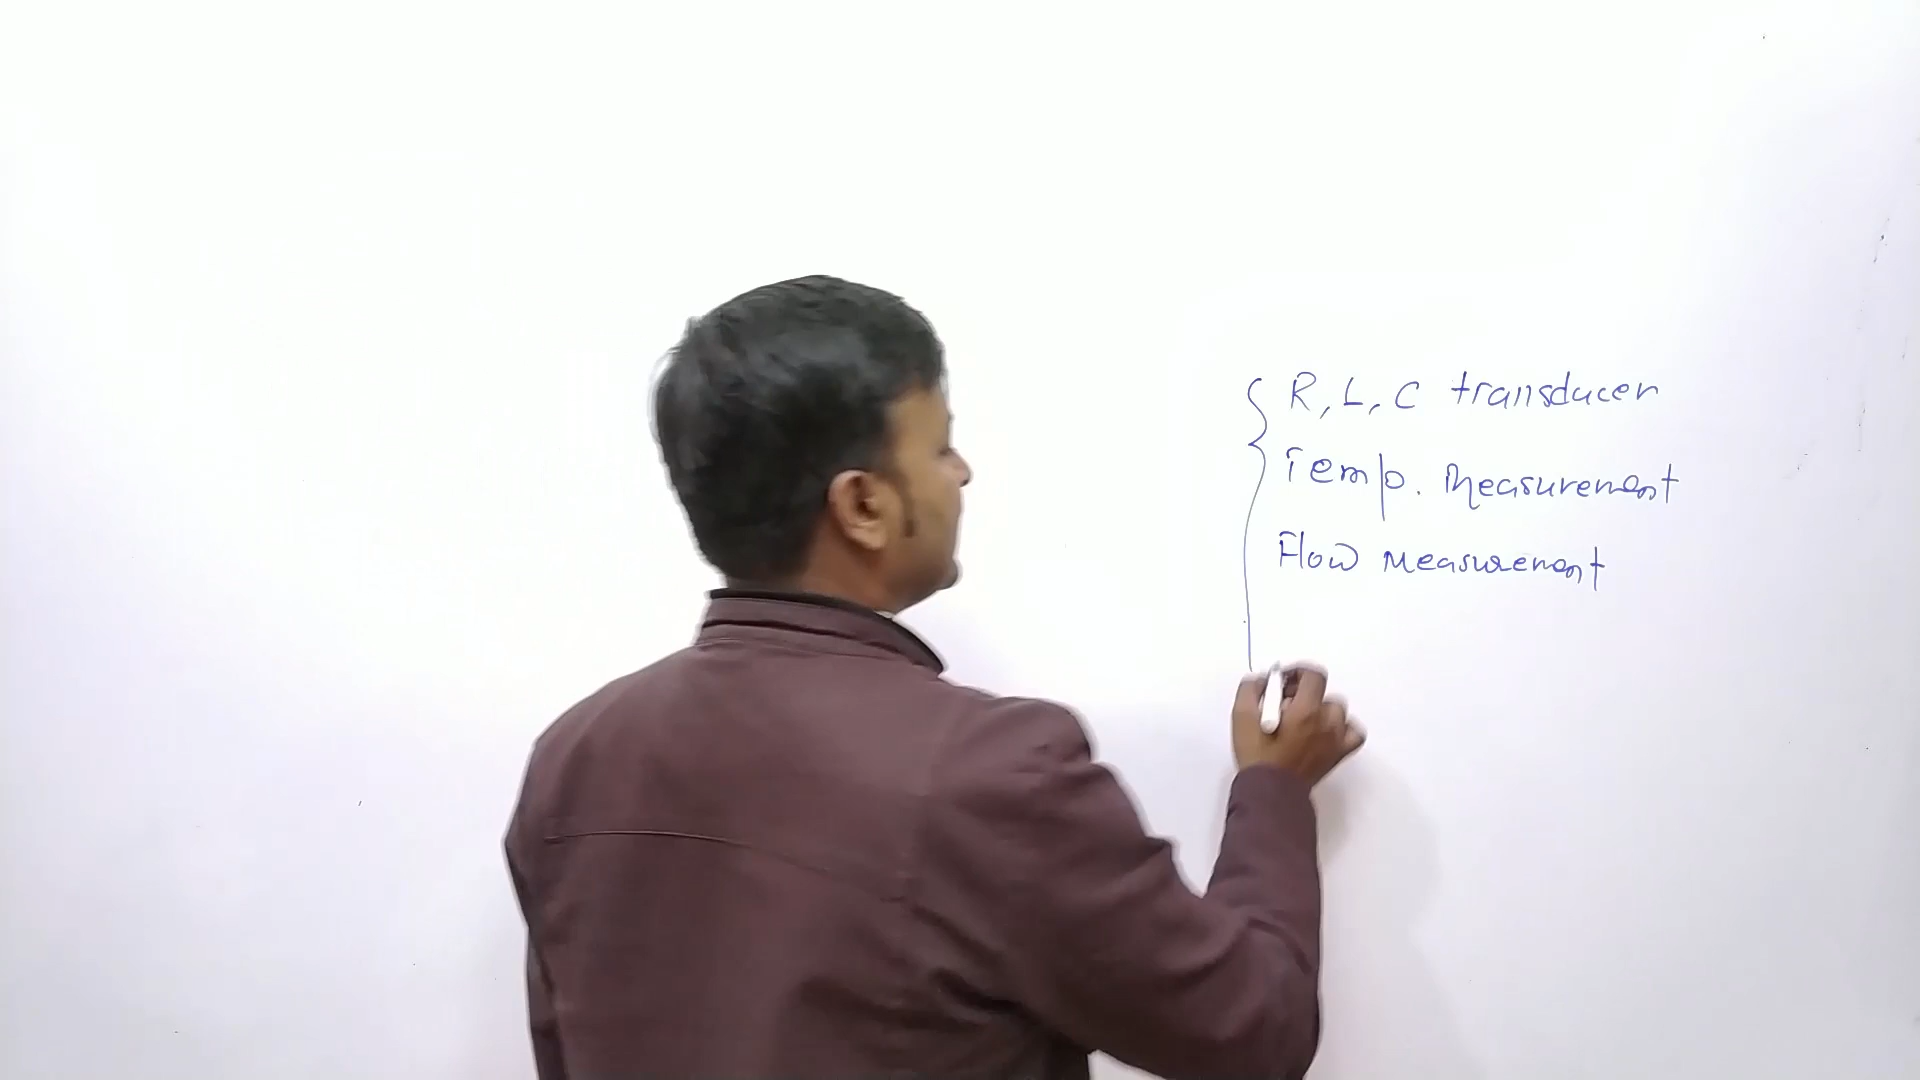 R, L, C transducer
Temp. Measurement
Flow Measurement